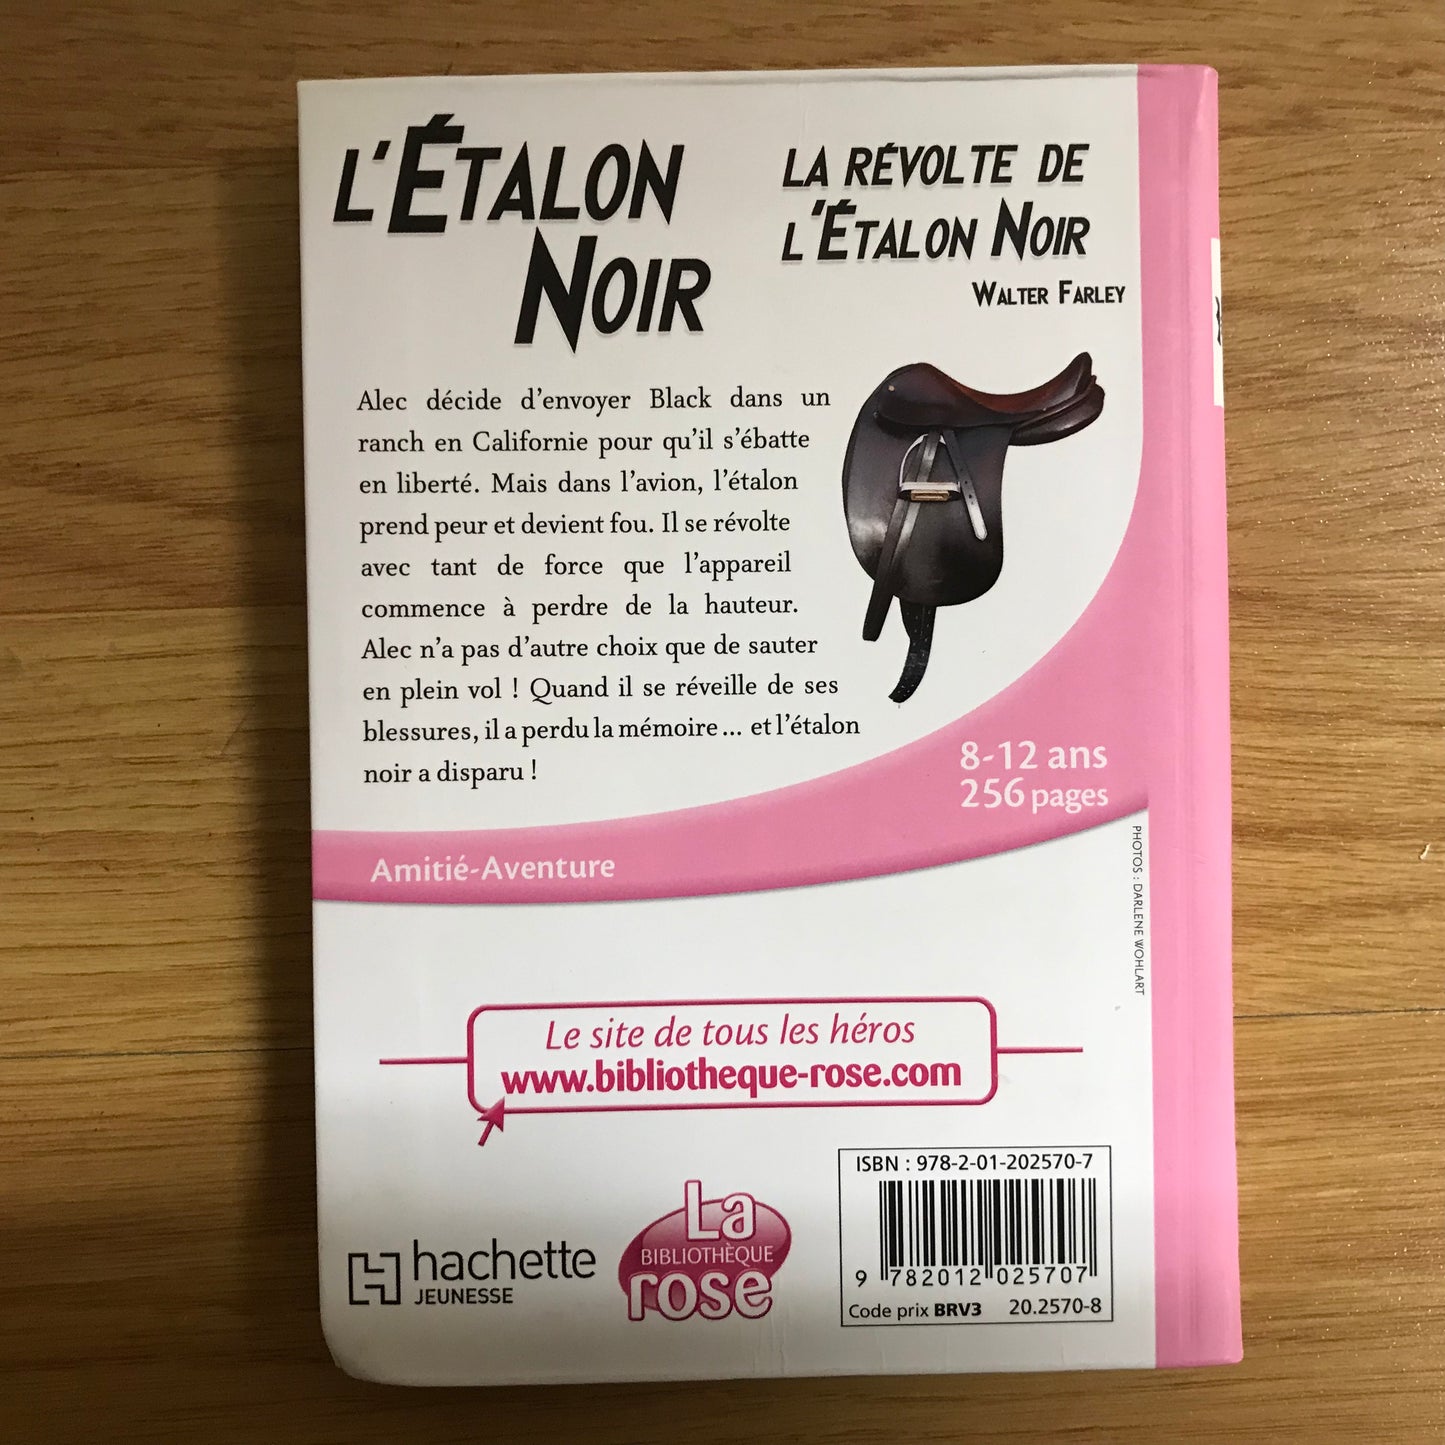 L'ÉTALON
NOIR
LA RÉVOLTE DE
L'ÉTALON NOIR
WALTER FARLEY
Alec décide d'envoyer Black dans un
ranch en Californie pour qu'il s'ébatte
en liberté. Mais dans l'avion, l'étalon
prend peur et devient fou. Il se révolte
avec tant de force que l'appareil
commence à perdre de la hauteur.
Alec n'a pas d'autre choix que de sauter
en plein vol ! Quand il se réveille de ses
blessures, il a perdu la mémoire... et l'étalon
noir a disparu !
8-12 ans
256 pages
Amitié-Aventure
PHOTOS : DARLENE WOHLART
Le site de tous les héros
www.bibliotheque-rose.com
hachette
JEUNESSE
La
BIBLIOTHÈQUE
rose
ISBN : 978-2-01-202570-7
9 782012 025707
Code prix BRV3 20.2570-8